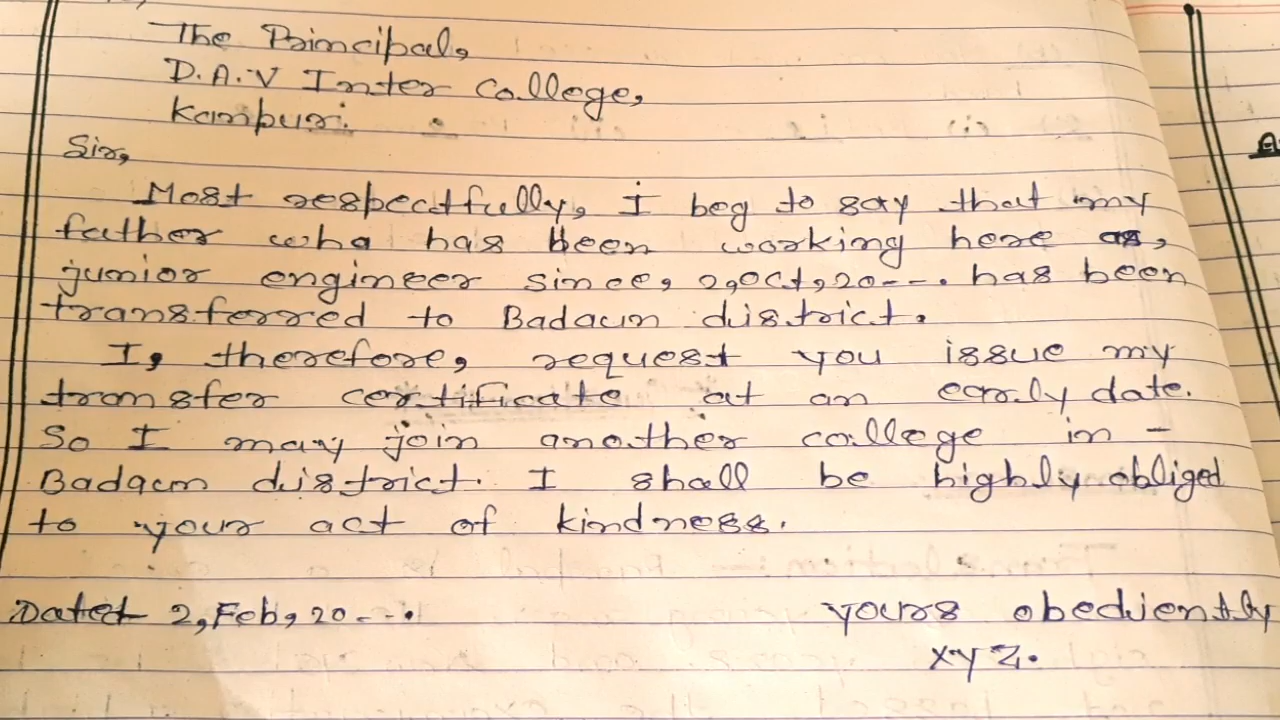 The Principal,
D.A.V Inter College,
Kanpur.
Sir,
Most respectfully, I beg to say that my
father who has been working here as,
junior engineer since, 2,Oct,20--. has been
transferred to Badaun district.
I, therefore, request you issue my
transfer certificate at an early date.
So I may join another college in -
Badaun district. I shall be highly obliged
to your act of kindness.
Dated 2,Feb,20--. yours obediently
xyz.